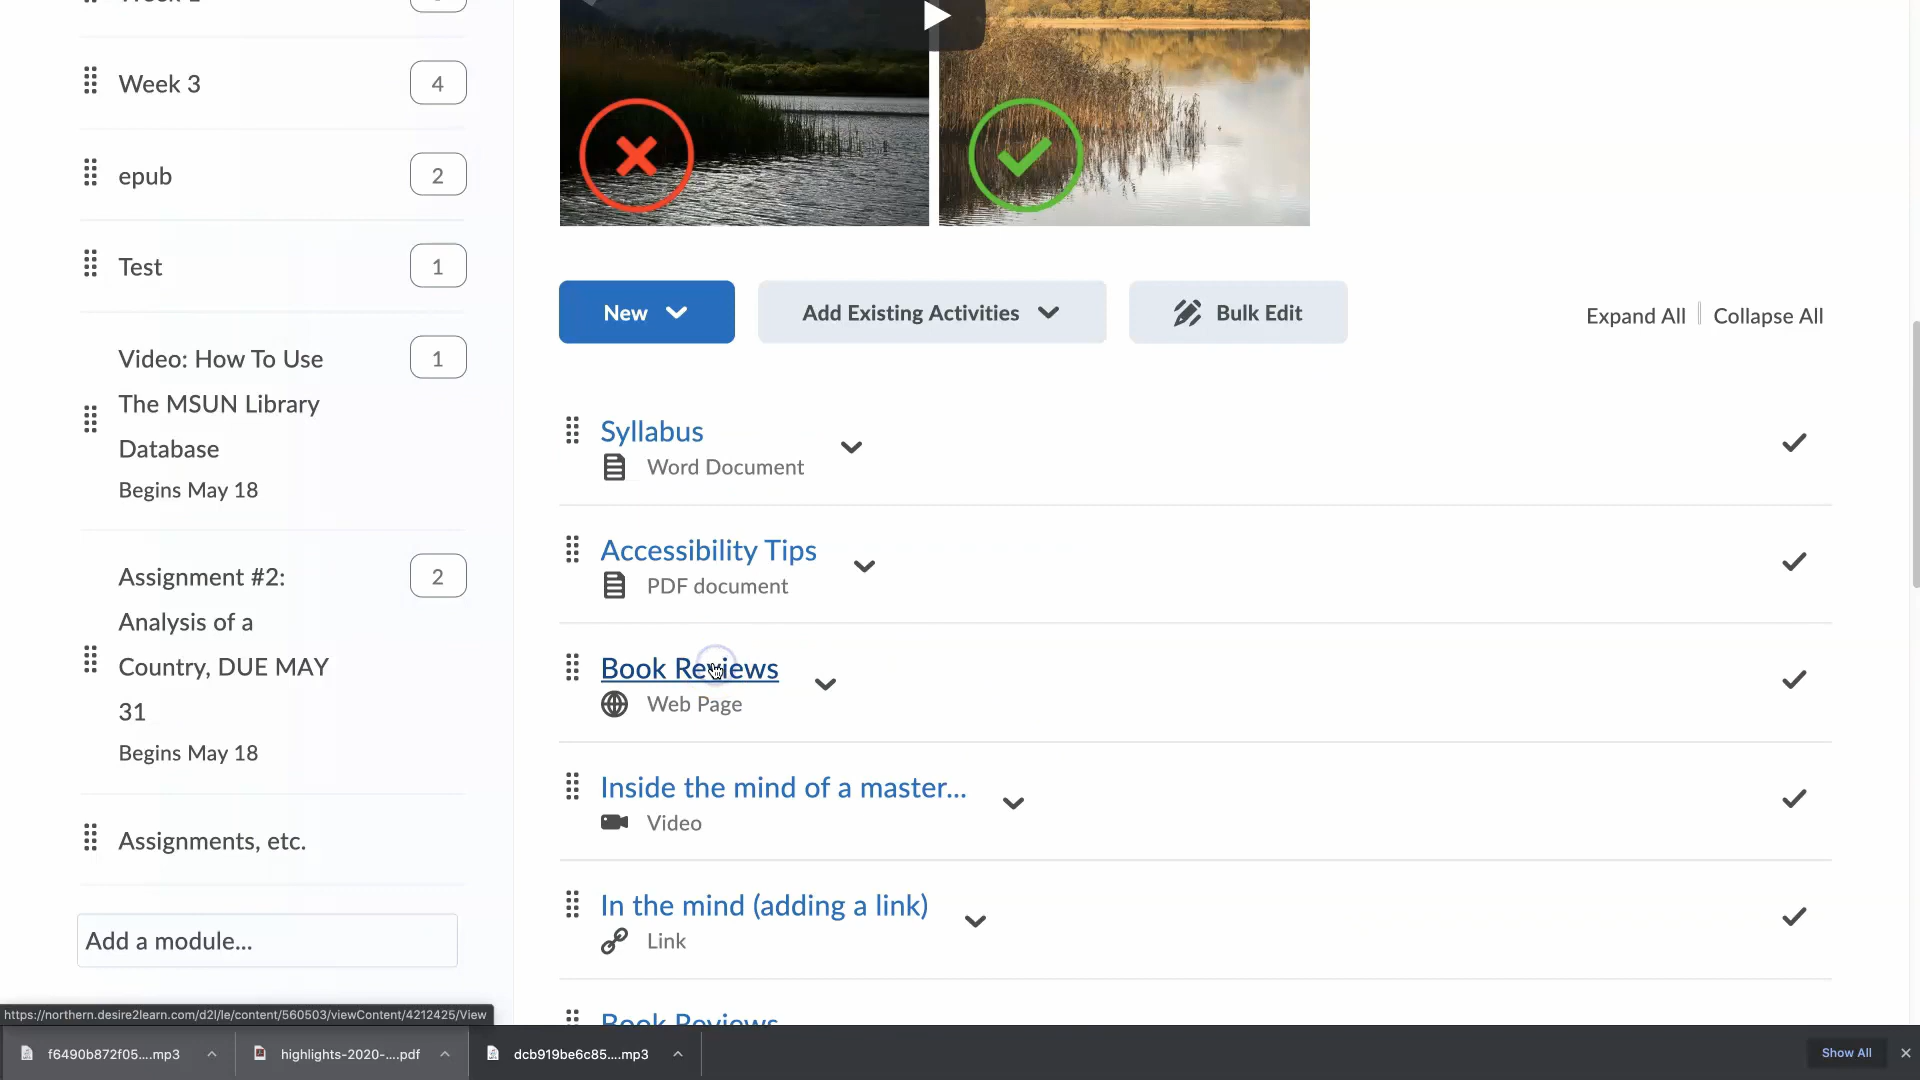 Week 3
4
epub
2
Test
1
Video: How To Use
The MSUN Library
Database
Begins May 18
1
Assignment #2:
Analysis of a
Country, DUE MAY
31
Begins May 18
2
Assignments, etc.
Add a module...
New
Add Existing Activities
Bulk Edit
Expand All
Collapse All
Syllabus
Word Document
Accessibility Tips
PDF document
Book Reviews
Web Page
Inside the mind of a master...
Video
In the mind (adding a link)
Link
Book Reviews
https://northern.desire2learn.com/d2l/le/content/560503/viewContent/4212425/View
f6490b872f05....mp3
highlights-2020-....pdf
dcb919be6c85....mp3
Show All